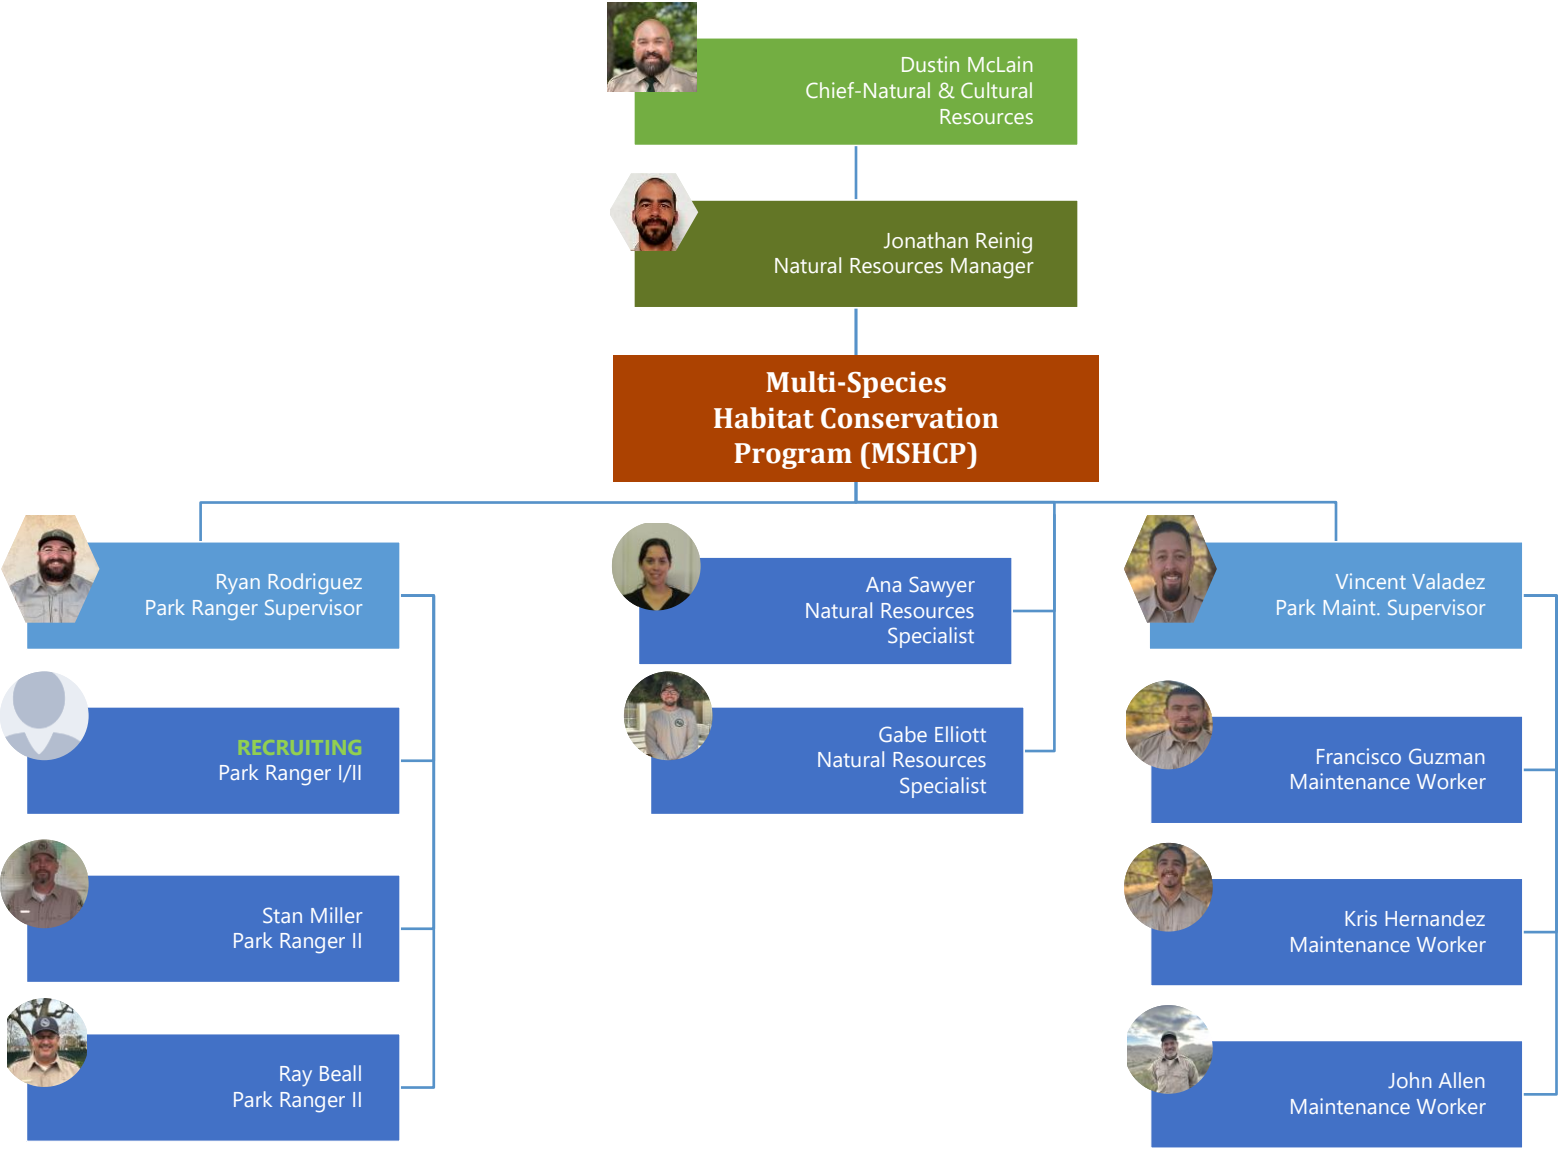 Dustin McLain
Chief-Natural & Cultural
Resources
Jonathan Reinig
Natural Resources Manager
Multi-Species
Habitat Conservation
Program (MSHCP)
Ryan Rodriguez
Park Ranger Supervisor
RECRUITING
Park Ranger I/II
Stan Miller
Park Ranger II
Ray Beall
Park Ranger II
Ana Sawyer
Natural Resources
Specialist
Gabe Elliott
Natural Resources
Specialist
Vincent Valadez
Park Maint. Supervisor
Francisco Guzman
Maintenance Worker
Kris Hernandez
Maintenance Worker
John Allen
Maintenance Worker